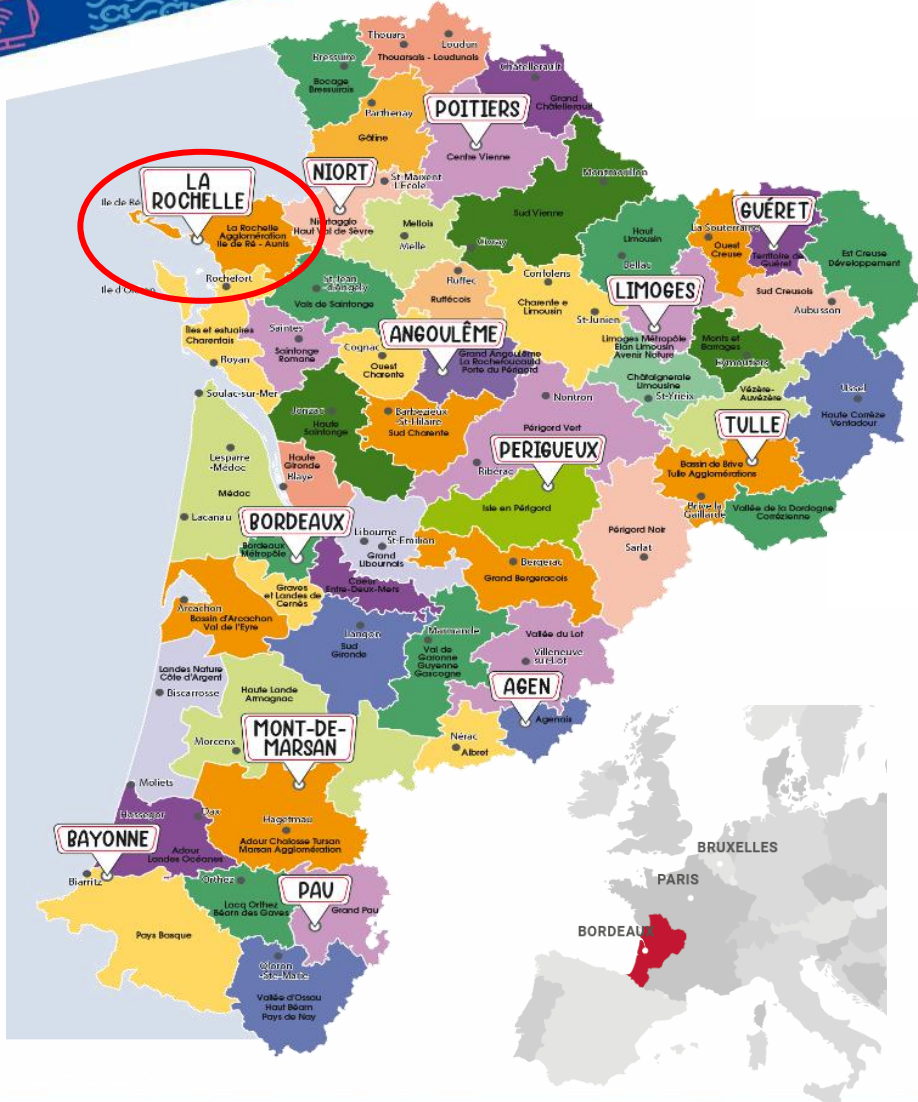 Thouars
Loudun
Thouarsais - Loudunais
Bressuire
Bocage
Bressuirais
Châtellerault
Grand
Châtellerault
Parthenay
Gâtine
POITIERS
Centre Vienne
Montmorillon
Sud Vienne
Civray
LA
ROCHELLE
Ile de Ré
La Rochelle
Agglomération
Ile de Ré - Aunis
NIORT
St-Maixent
L'École
Niortagglo
Haut Val de Sèvre
Mellois
Melle
Rochefort
Ile d'Oléron
St-Jean
d'Angely
Vals de Saintonge
Ruffec
Ruffécois
Confolens
Charente e
Limousin
St-Junien
Haut
Limousin
Bellac
La Souterraine
Ouest
Creuse
GUÉRET
Territoire de
Guéret
Est Creuse
Développement
Sud Creusois
Aubusson
LIMOGES
Limoges Métropole
Elan Limousin
Avenir Nature
Monts et
Barrages
Eymoutiers
Îles et estuaires
Charentais
Royan
Saintes
Saintonge
Romane
Cognac
Ouest
Charente
ANGOULÊME
Grand Angoulême
La Rochefoucauld
Porte du Périgord
Châtaigneraie
Limousine
St-Yrieix
Vézère-
Auvézère
Ussel
Haute Corrèze
Ventadour
Soulac-sur-Mer
Jonzac
Haute
Saintonge
Barbezieux
St-Hilaire
Sud Charente
Nontron
Périgord Vert
TULLE
Bassin de Brive
Tulle Agglomérations
Brive la
Gaillarde
Vallée de la Dordogne
Corrézienne
Lesparre
-Médoc
Médoc
Lacanau
Haute
Gironde
Blaye
Ribérac
PERIGUEUX
Isle en Périgord
Périgord Noir
Sarlat
BORDEAUX
Bordeaux
Métropole
Libourne
St-Emilion
Grand
Libournais
Bergerac
Grand Bergeracois
Coeur
Entre-Deux-Mers
Graves
et Landes de
Cernès
Arcachon
Bassin d'Arcachon
Val de l'Eyre
Langon
Sud
Gironde
Marmande
Val de
Garonne
Guyenne
Gascogne
Vallée du Lot
Villeneuve
sur-Lot
AGEN
Agenais
Nérac
Albret
Landes Nature
Côte d'Argent
Biscarrosse
Haute Lande
Armagnac
Morcenx
MONT-DE-
MARSAN
Moliets
Hossegor
Dax
Adour
Landes Océanes
Hagetmau
Adour Chalosse Tursan
Marsan Agglomération
BAYONNE
Biarritz
Pays Basque
Orthez
Lacq Orthez
Béarn des Gaves
PAU
Grand Pau
Oloron
-Ste-Marie
Vallée d'Ossau
Haut Béarn
Pays de Nay
BRUXELLES
PARIS
BORDEAUX